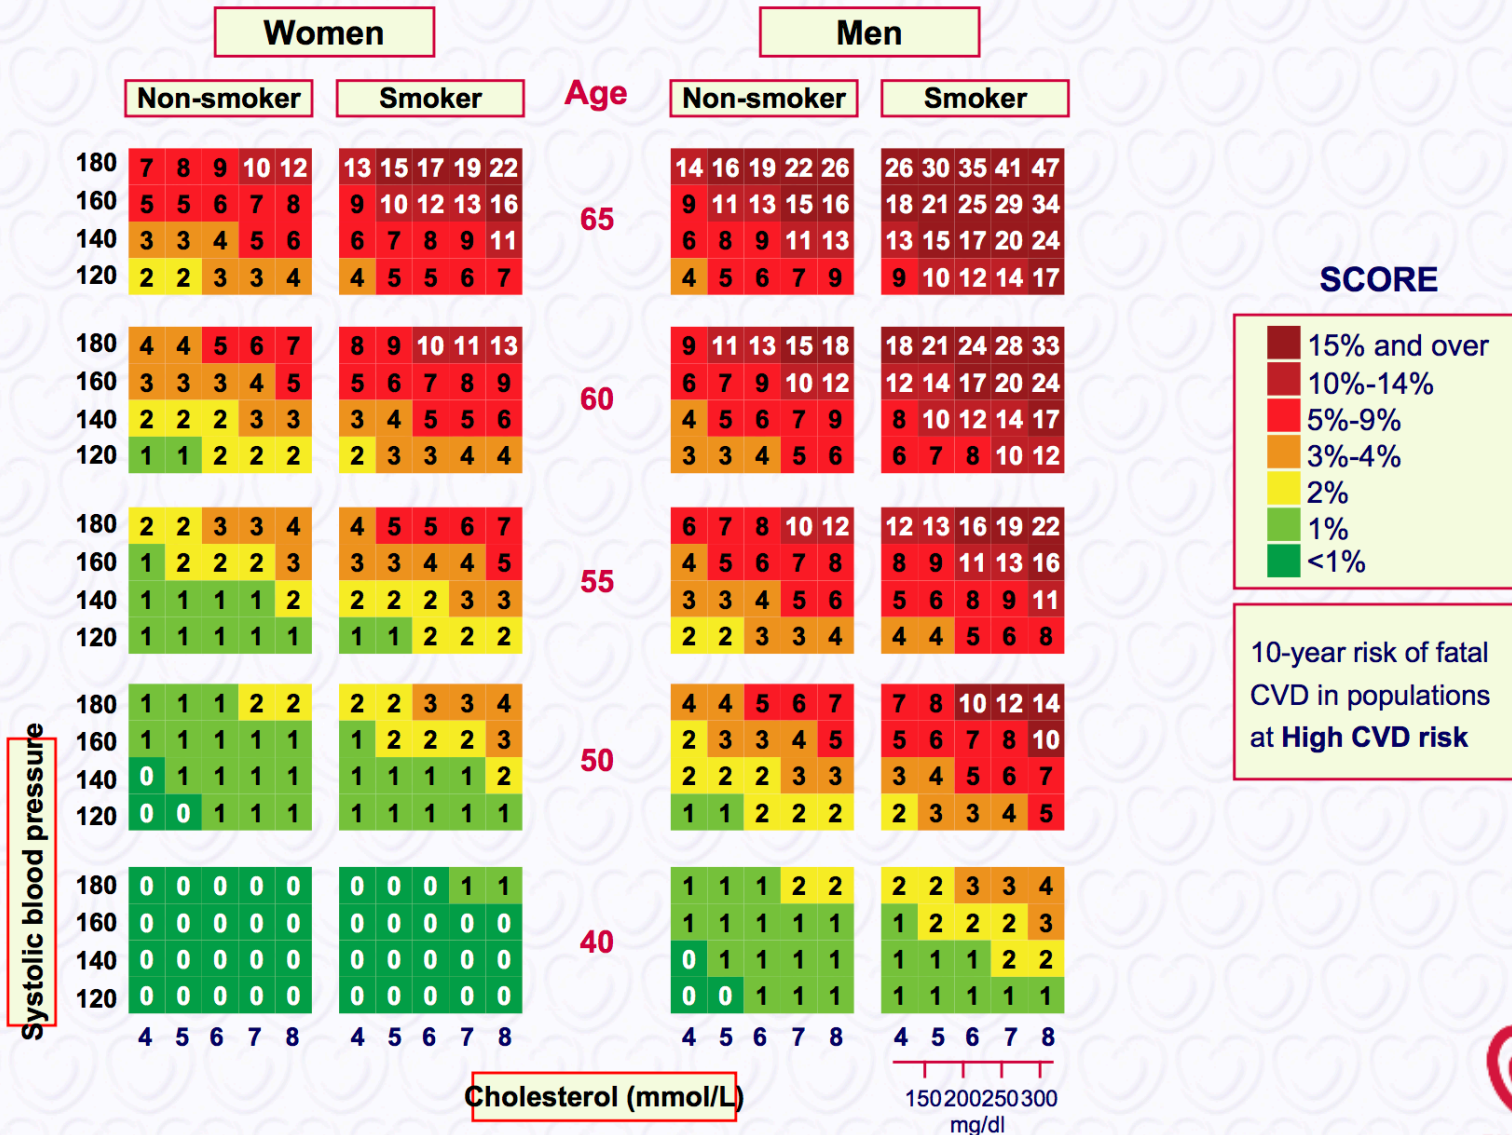 Women Men
Non-smoker Smoker Age Non-smoker Smoker
180 7 8 9 10 12 13 15 17 19 22 14 16 19 22 26 26 30 35 41 47
160 5 5 6 7 8 9 10 12 13 16 9 11 13 15 16 18 21 25 29 34
65
140 3 3 4 5 6 6 7 8 9 11 6 8 9 11 13 13 15 17 20 24
120 2 2 3 3 4 4 5 5 6 7 4 5 6 7 9 9 10 12 14 17
180 4 4 5 6 7 8 9 10 11 13 9 11 13 15 18 18 21 24 28 33
160 3 3 3 4 5 5 6 7 8 9 6 7 9 10 12 12 14 17 20 24
60
140 2 2 2 3 3 3 4 5 5 6 4 5 6 7 9 8 10 12 14 17
120 1 1 2 2 2 2 3 3 4 4 3 3 4 5 6 6 7 8 10 12
180 2 2 3 3 4 4 5 5 6 7 6 7 8 10 12 12 13 16 19 22
160 1 2 2 2 3 3 3 4 4 5 4 5 6 7 8 8 9 11 13 16
55
140 1 1 1 1 2 2 2 2 3 3 3 3 4 5 6 5 6 8 9 11
120 1 1 1 1 1 1 1 2 2 2 2 2 3 3 4 4 4 5 6 8
180 1 1 1 2 2 2 2 3 3 4 4 4 5 6 7 7 8 10 12 14
160 1 1 1 1 1 1 2 2 2 3 2 3 3 4 5 5 6 7 8 10
50
140 0 1 1 1 1 1 1 1 1 2 2 2 2 3 3 3 4 5 6 7
120 0 0 1 1 1 1 1 1 1 1 1 1 2 2 2 2 3 3 4 5
180 0 0 0 0 0 0 0 0 1 1 1 1 1 2 2 2 2 3 3 4
160 0 0 0 0 0 0 0 0 0 0 1 1 1 1 1 1 2 2 2 3
40
140 0 0 0 0 0 0 0 0 0 0 0 1 1 1 1 1 1 1 2 2
120 0 0 0 0 0 0 0 0 0 0 0 0 1 1 1 1 1 1 1 1
4 5 6 7 8 4 5 6 7 8 4 5 6 7 8 4 5 6 7 8
Systolic blood pressure
Cholesterol (mmol/L)
150 200 250 300
mg/dl
SCORE
15% and over
10%-14%
5%-9%
3%-4%
2%
1%
<1%
10-year risk of fatal
CVD in populations
at High CVD risk